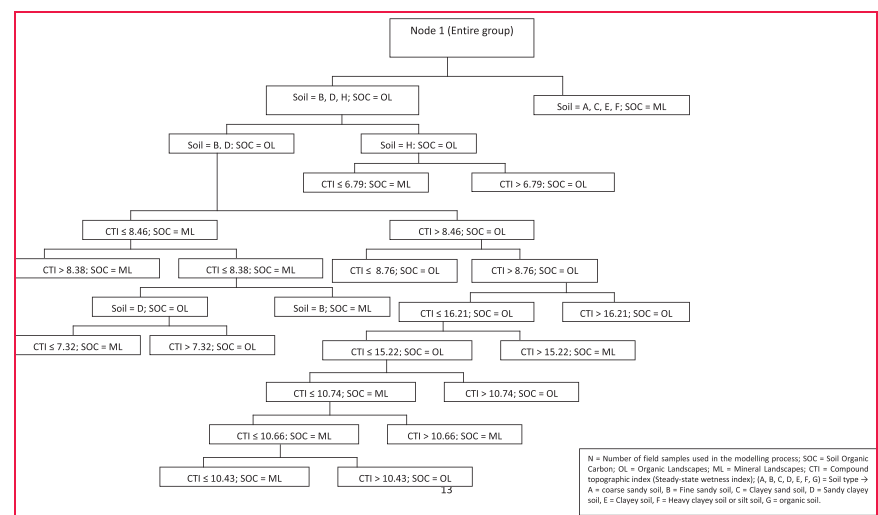 Node 1 (Entire group)
Soil = B, D, H; SOC = OL
Soil = A, C, E, F; SOC = ML
Soil = B, D; SOC = OL
Soil = H; SOC = OL
CTI ≤ 6.79: SOC = ML
CTI > 6.79: SOC = OL
CTI ≤ 8.46; SOC = ML
CTI > 8.46; SOC = OL
CTI > 8.38; SOC = ML
CTI ≤ 8.38; SOC = ML
CTI ≤ 8.76; SOC = OL
CTI > 8.76; SOC = OL
Soil = D; SOC = OL
Soil = B; SOC = ML
CTI ≤ 16.21; SOC = OL
CTI > 16.21; SOC = OL
CTI ≤ 7.32; SOC = ML
CTI > 7.32; SOC = OL
CTI ≤ 15.22; SOC = OL
CTI > 15.22; SOC = ML
CTI ≤ 10.74; SOC = ML
CTI > 10.74; SOC = OL
CTI ≤ 10.66; SOC = ML
CTI > 10.66; SOC = ML
CTI ≤ 10.43; SOC = ML
CTI > 10.43; SOC = OL
13
N = Number of field samples used in the modelling process; SOC = Soil Organic
Carbon; OL = Organic Landscapes; ML = Mineral Landscapes; CTI = Compound
topographic index (Steady-state wetness index); (A, B, C, D, E, F, G) = Soil type →
A = coarse sandy soil, B = Fine sandy soil, C = Clayey sand soil, D = Sandy clayey
soil, E = Clayey soil, F = Heavy clayey soil or silt soil, G = organic soil.